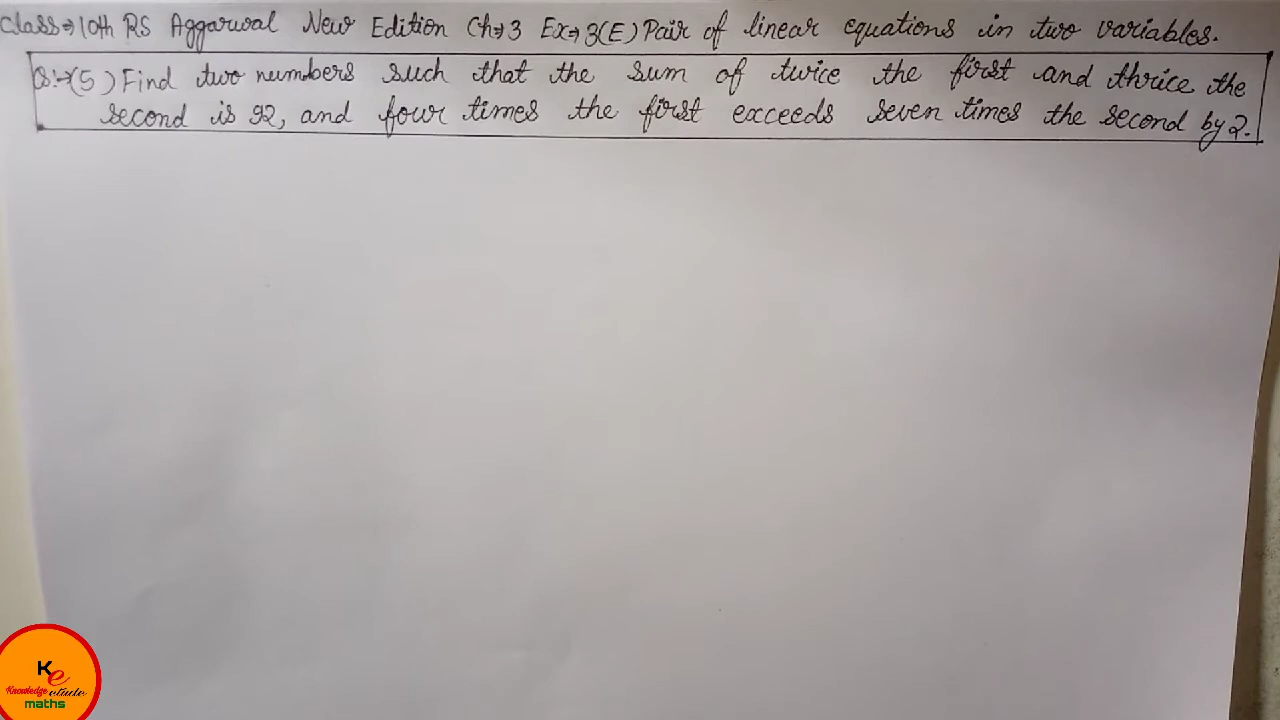 Class→10th RS Aggarwal New Edition Ch→3 Ex→3(E) Pair of linear equations in two variables.
Q:→(5) Find two numbers such that the sum of twice the first and thrice the
second is 92, and four times the first exceeds seven times the second by 2.
Ke
Knowledge etude
maths